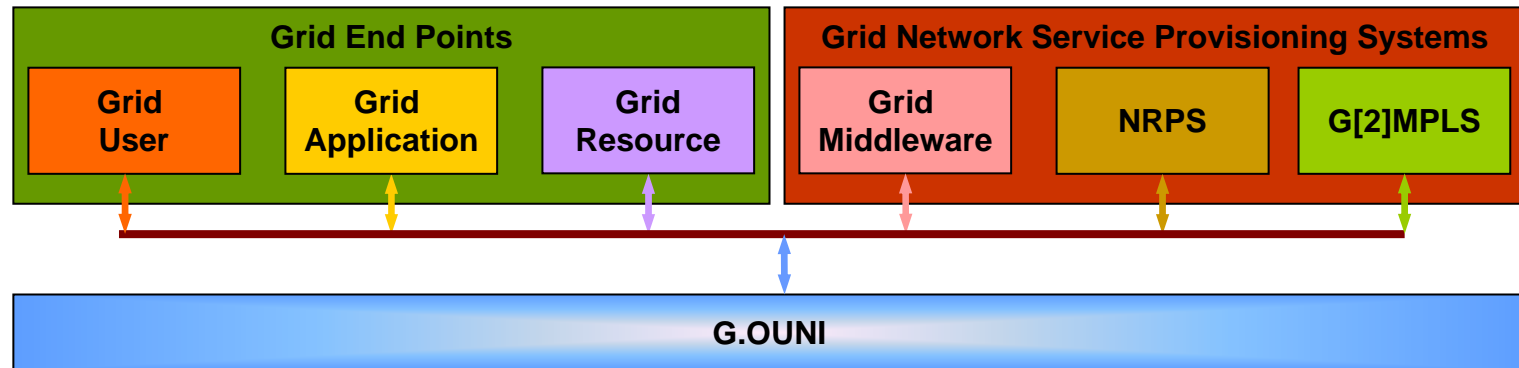 Grid End Points
Grid
User
Grid
Application
Grid
Resource
Grid Network Service Provisioning Systems
Grid
Middleware
NRPS
G[2]MPLS
G.OUNI